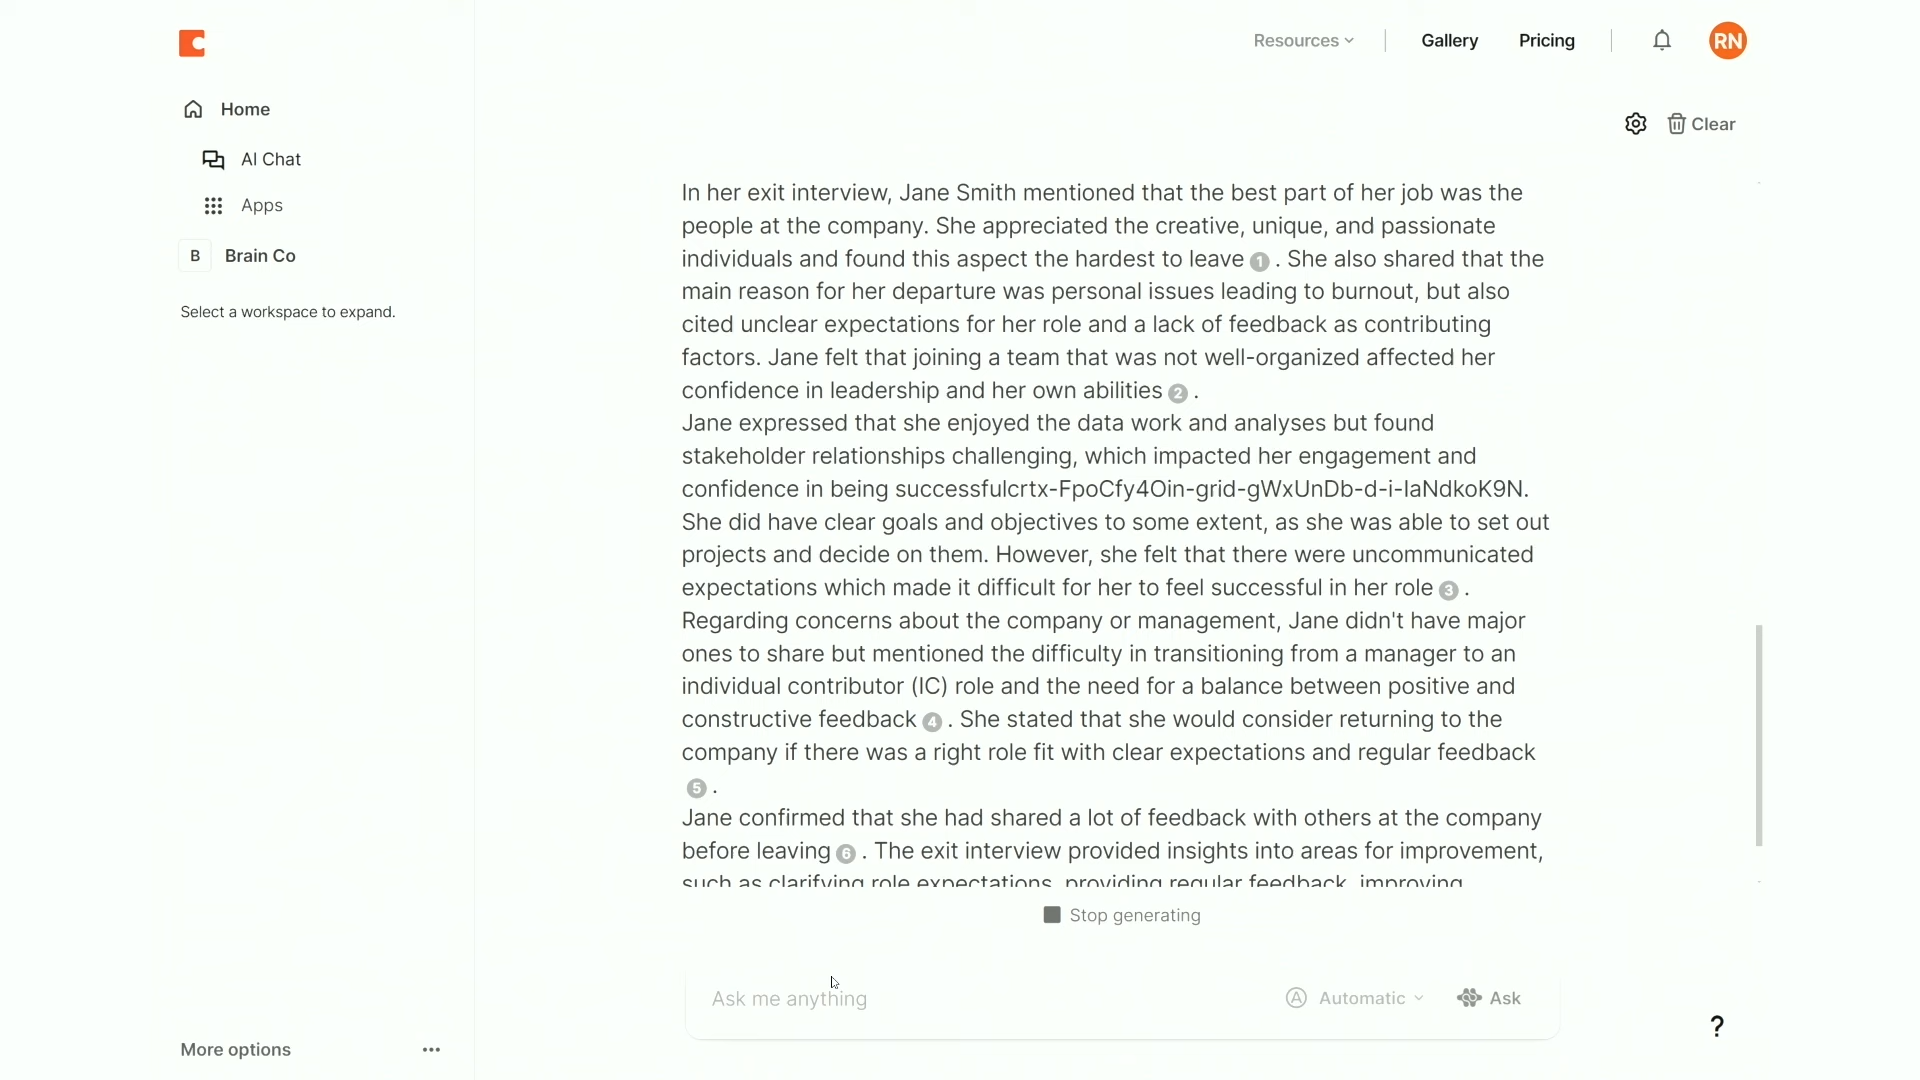 Resources
Gallery
Pricing
RN
Home
AI Chat
Apps
B
Brain Co
Select a workspace to expand.
Clear
In her exit interview, Jane Smith mentioned that the best part of her job was the
people at the company. She appreciated the creative, unique, and passionate
individuals and found this aspect the hardest to leave 1 . She also shared that the
main reason for her departure was personal issues leading to burnout, but also
cited unclear expectations for her role and a lack of feedback as contributing
factors. Jane felt that joining a team that was not well-organized affected her
confidence in leadership and her own abilities 2 .
Jane expressed that she enjoyed the data work and analyses but found
stakeholder relationships challenging, which impacted her engagement and
confidence in being successfulcrtx-FpoCfy4Oin-grid-gWxUnDb-d-i-IaNdkoK9N.
She did have clear goals and objectives to some extent, as she was able to set out
projects and decide on them. However, she felt that there were uncommunicated
expectations which made it difficult for her to feel successful in her role 3 .
Regarding concerns about the company or management, Jane didn't have major
ones to share but mentioned the difficulty in transitioning from a manager to an
individual contributor (IC) role and the need for a balance between positive and
constructive feedback 4 . She stated that she would consider returning to the
company if there was a right role fit with clear expectations and regular feedback
5 .
Jane confirmed that she had shared a lot of feedback with others at the company
before leaving 6 . The exit interview provided insights into areas for improvement,
such as clarifying role expectations, providing regular feedback, improving
Stop generating
Ask me anything
Automatic
Ask
?
More options